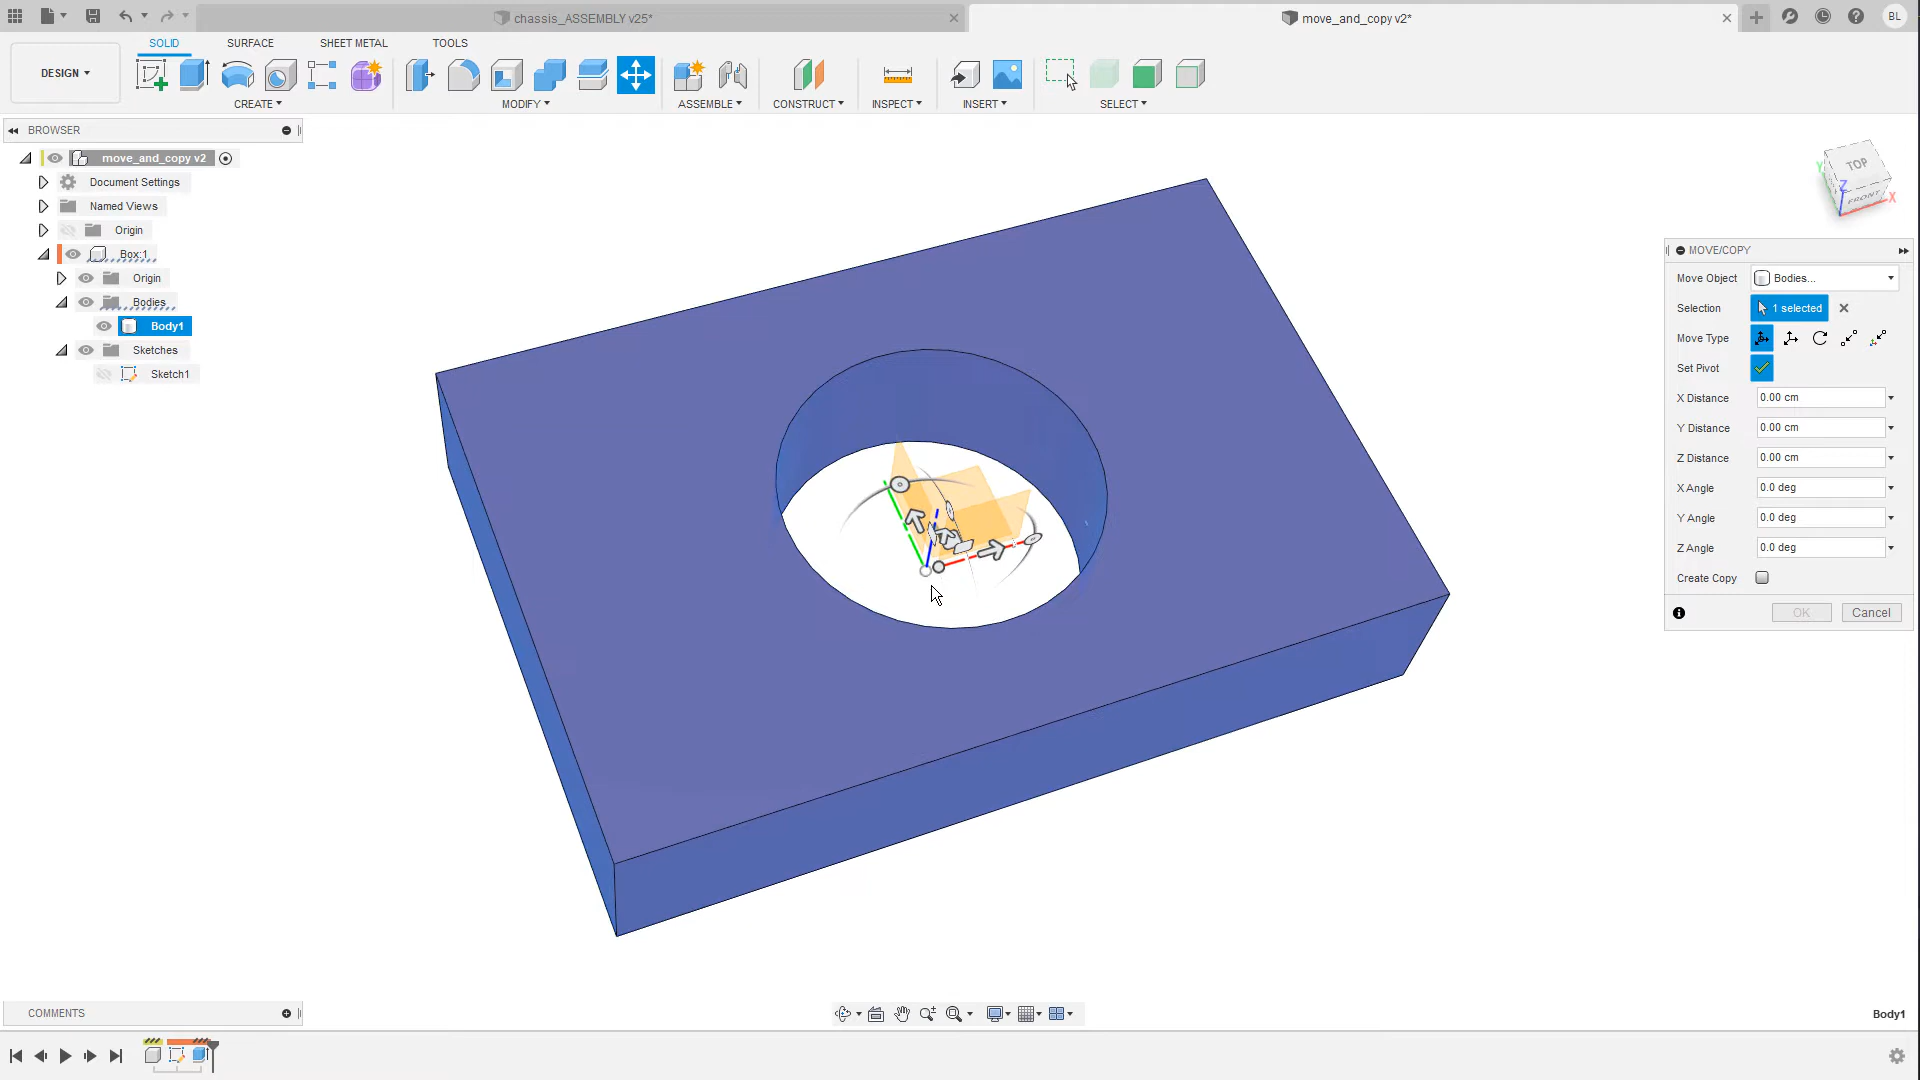 chassis_ASSEMBLY v25*
move_and_copy v2*
BL
DESIGN
SOLID
SURFACE
SHEET METAL
TOOLS
CREATE
MODIFY
ASSEMBLE
CONSTRUCT
INSPECT
INSERT
SELECT
BROWSER
move_and_copy v2
Document Settings
Named Views
Origin
Box:1
Origin
Bodies
Body1
Sketches
Sketch1
TOP
FRONT
X
Y
Z
MOVE/COPY
Move Object Bodies...
Selection 1 selected
Move Type
Set Pivot
X Distance 0.00 cm
Y Distance 0.00 cm
Z Distance 0.00 cm
X Angle 0.0 deg
Y Angle 0.0 deg
Z Angle 0.0 deg
Create Copy
OK Cancel
COMMENTS
Body1